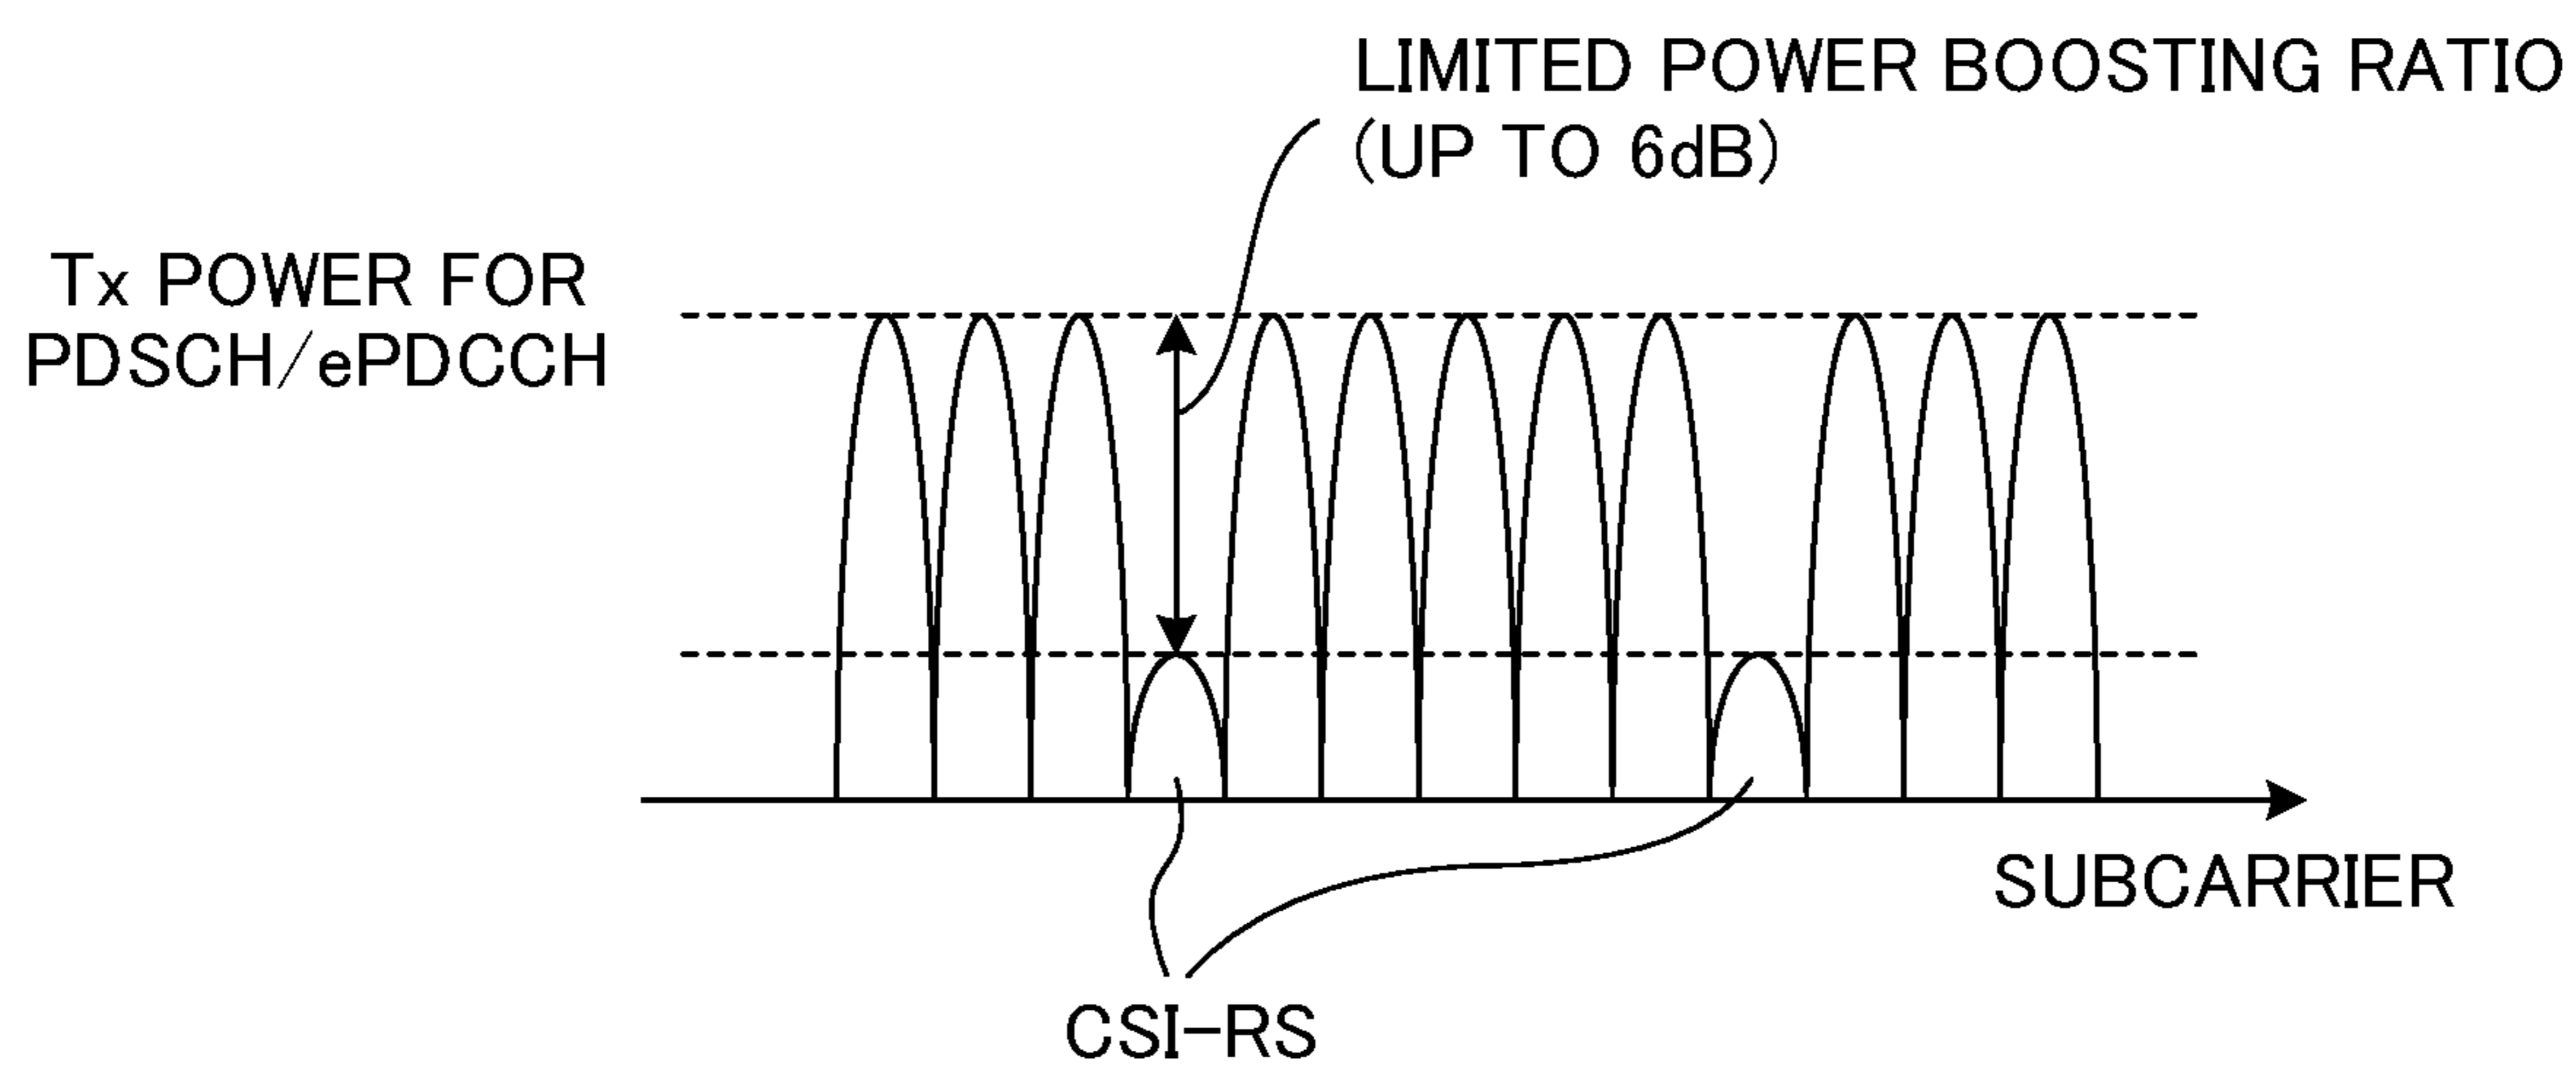 LIMITED POWER BOOSTING RATIO
(UP TO 6dB)
Tx POWER FOR
PDSCH/ePDCCH
SUBCARRIER
CSI-RS